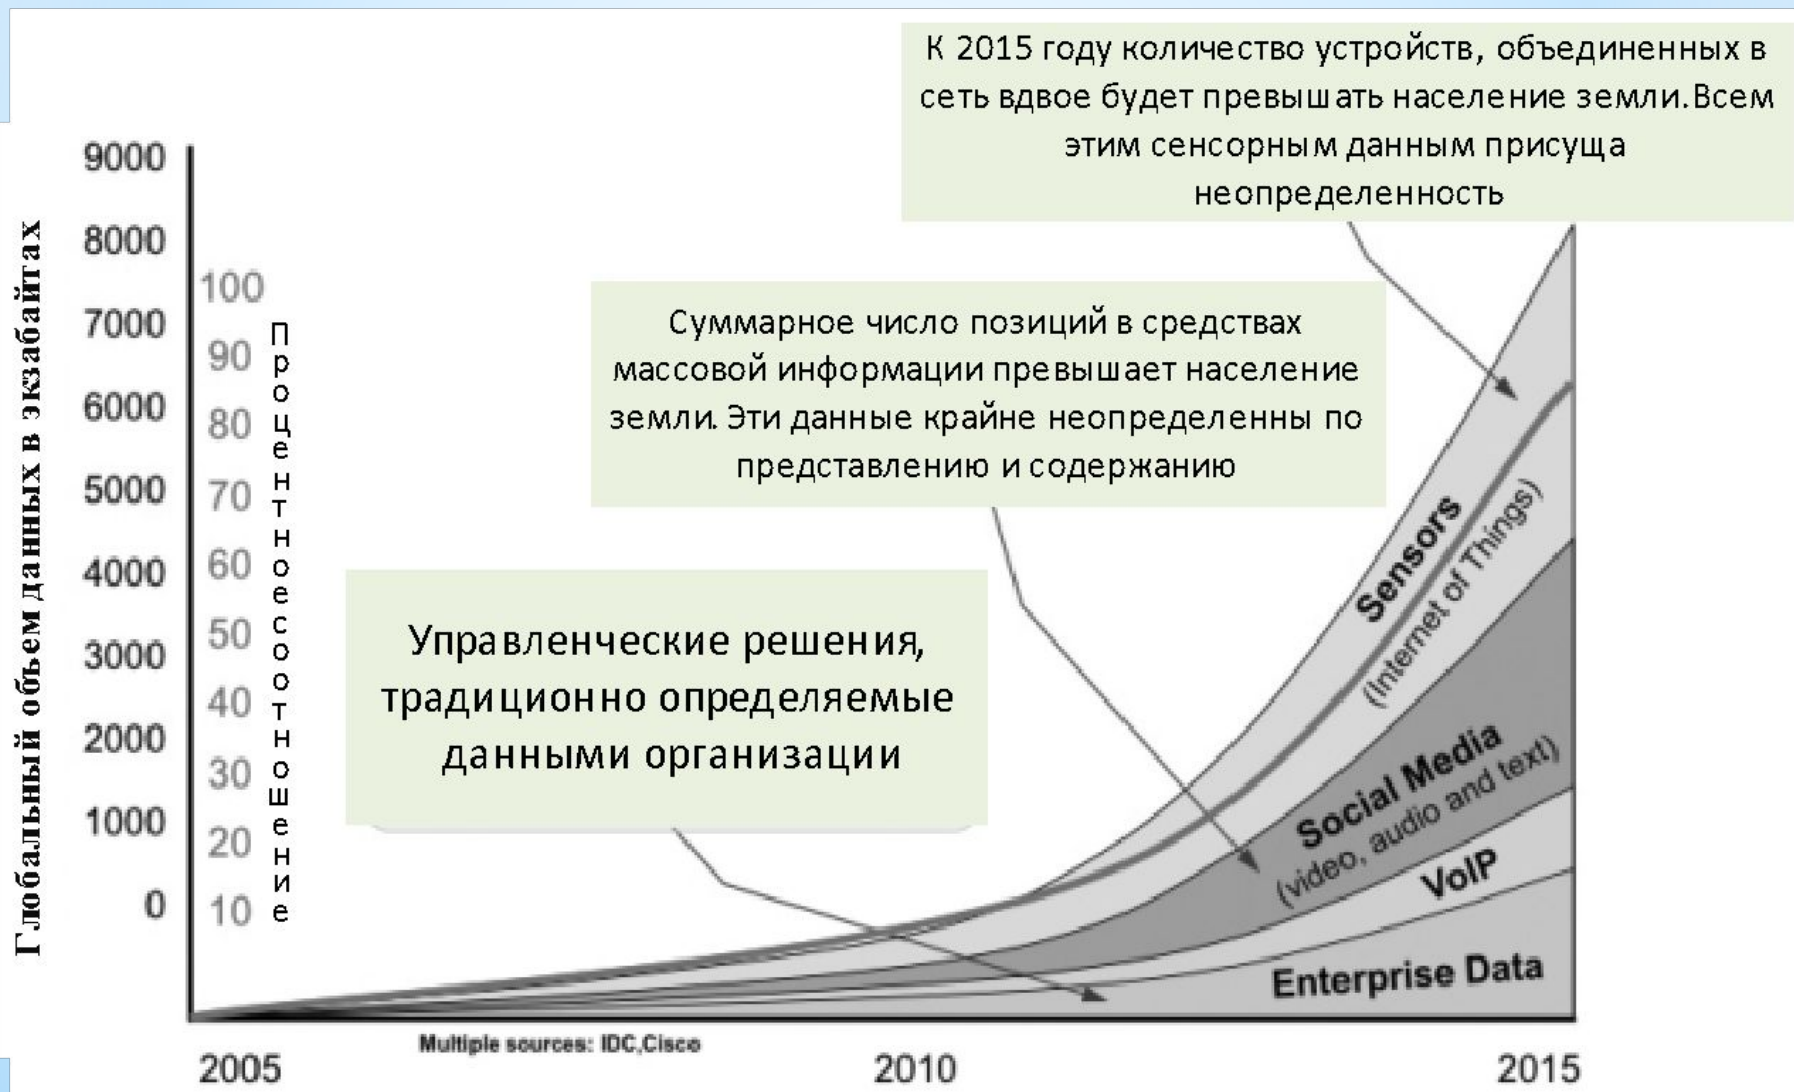 К 2015 году количество устройств, объединенных в
сеть вдвое будет превышать население земли.Всем
этим сенсорным данным присуща
неопределенность
Глобальный объем данных в экзабайтах
9000
8000
7000
6000
5000
4000
3000
2000
1000
0
100
90
80
70
60
50
40
30
20
10
Процентноесоотношение
Суммарное число позиций в средствах
массовой информации превышает население
земли. Эти данные крайне неопределенны по
представлению и содержанию
Управленческие решения,
традиционно определяемые
данными организации
Sensors
(Internet of Things)
Social Media
(video, audio and text)
VoIP
Enterprise Data
Multiple sources: IDC,Cisco
2005
2010
2015